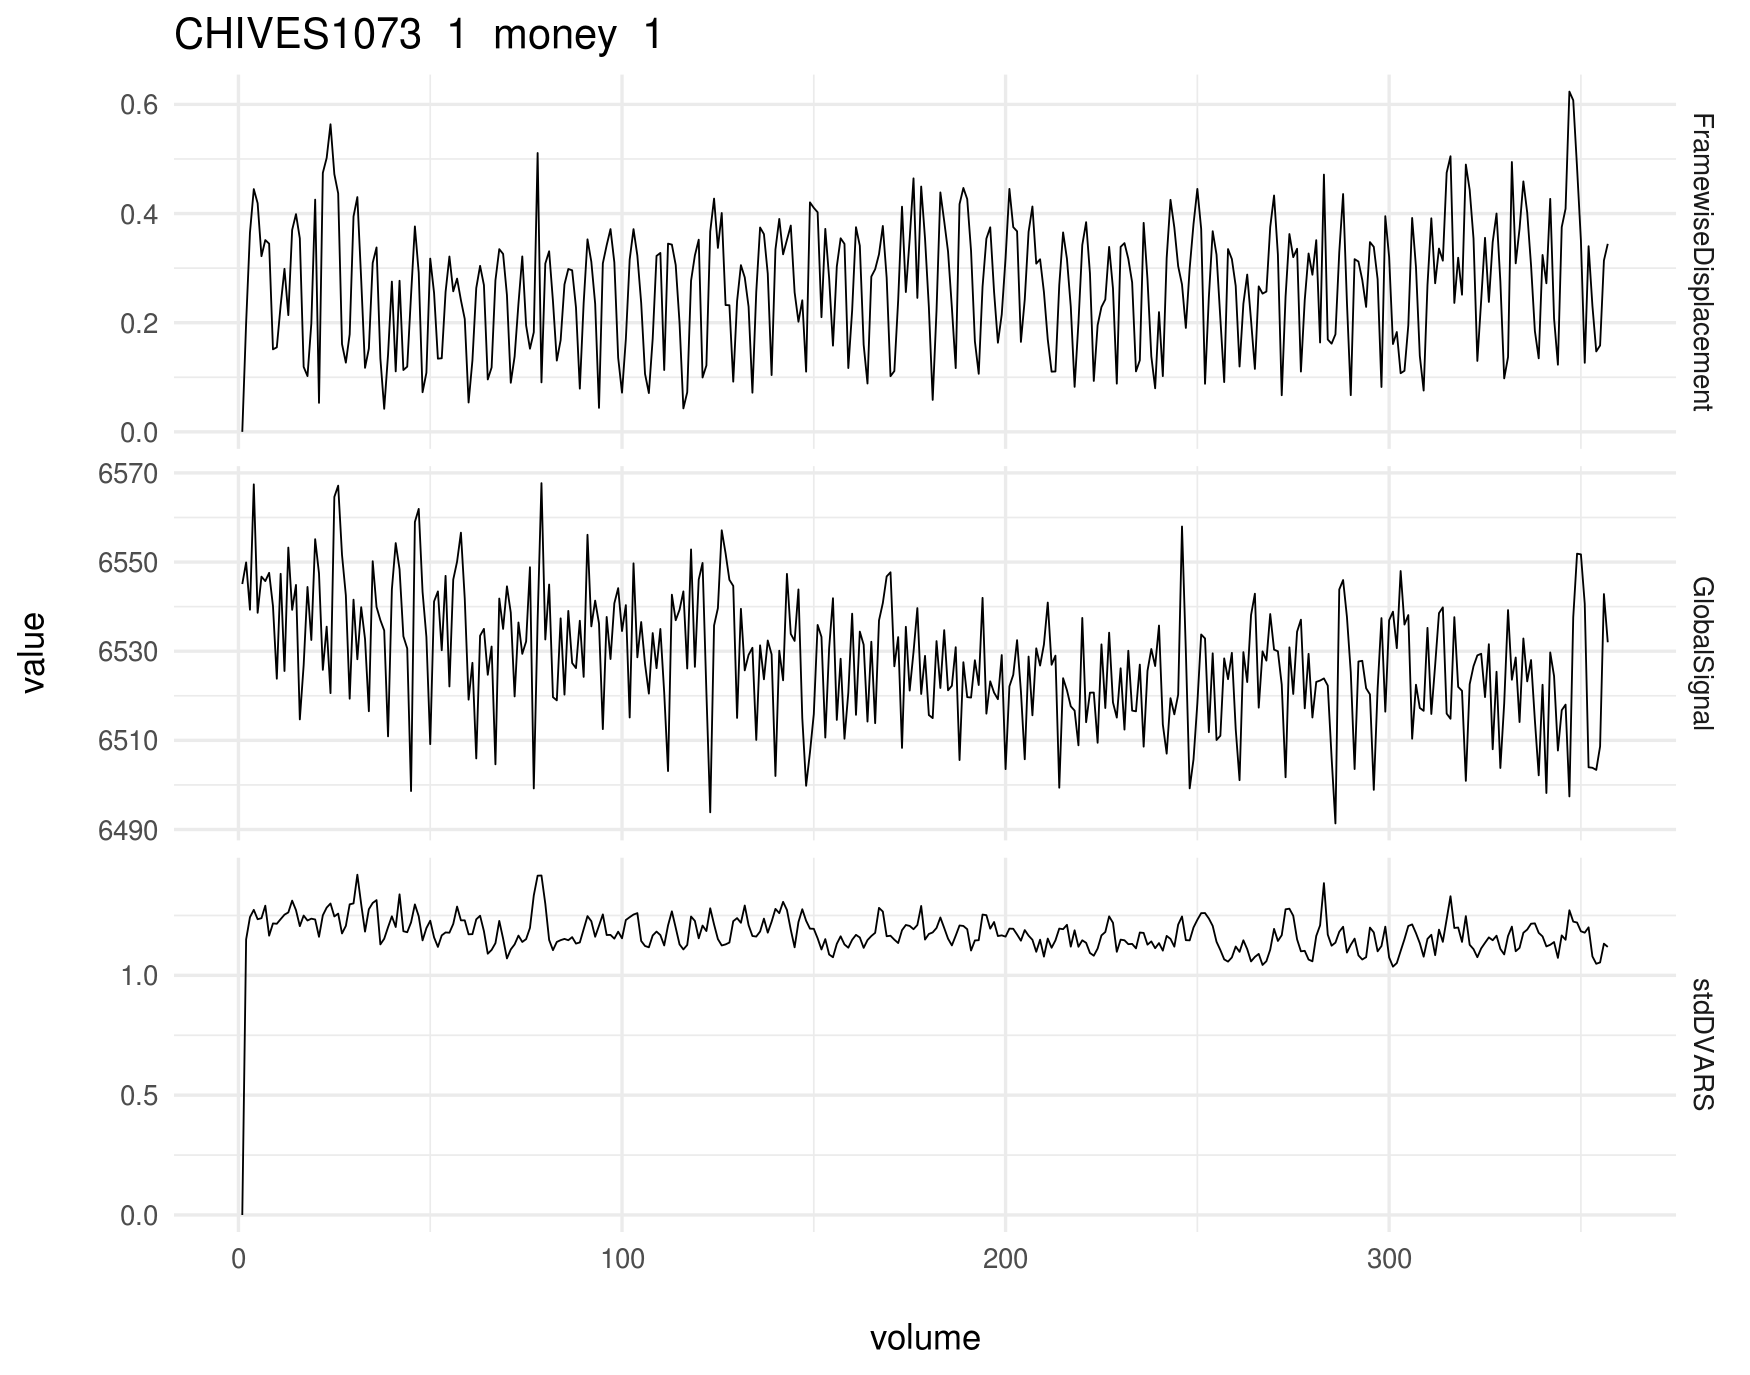 CHIVES1073 1 money 1
0.6
0.4
0.2
0.0
FramewiseDisplacement
6570
6550
6530
6510
6490
GlobalSignal
value
1.0
0.5
0.0
stdDVARS
0 100 200 300
volume